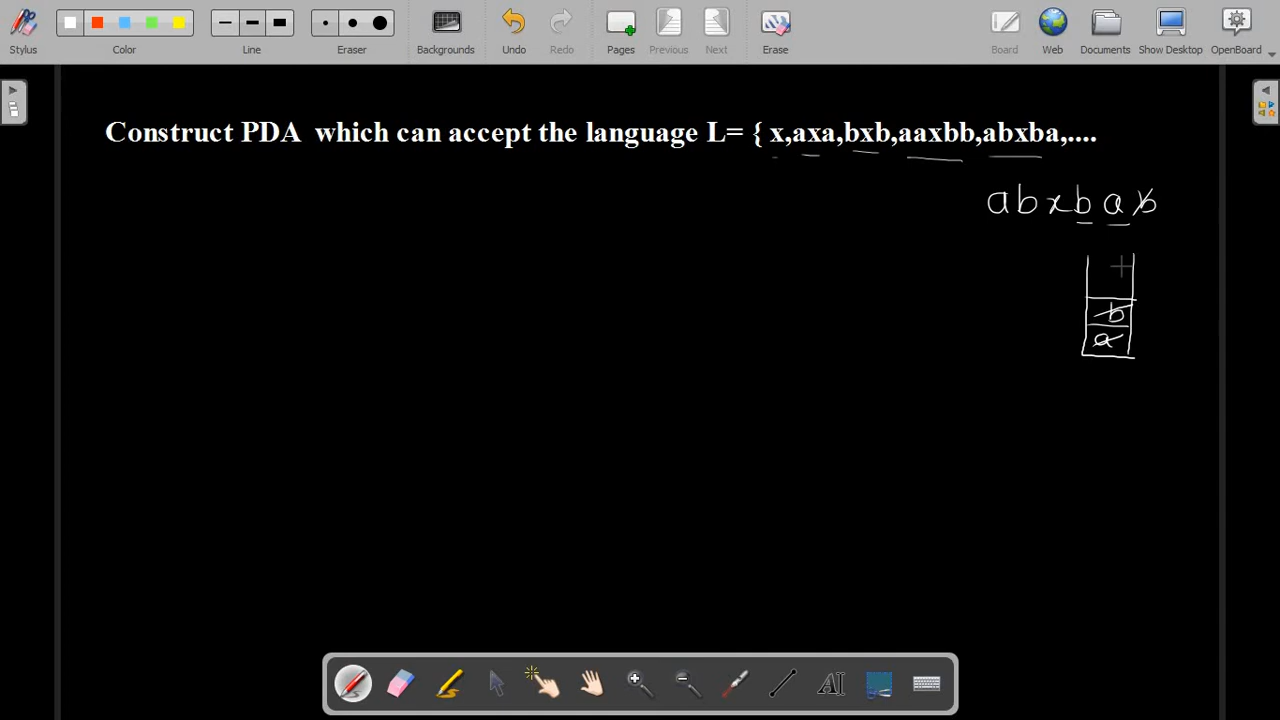 Stylus Color Line Eraser Backgrounds Undo Redo Pages Previous Next Erase Board Web Documents Show Desktop OpenBoard
Construct PDA which can accept the language L= { x,axa,bxb,aaxbb,abxba,....
abxbab
b
a
AI